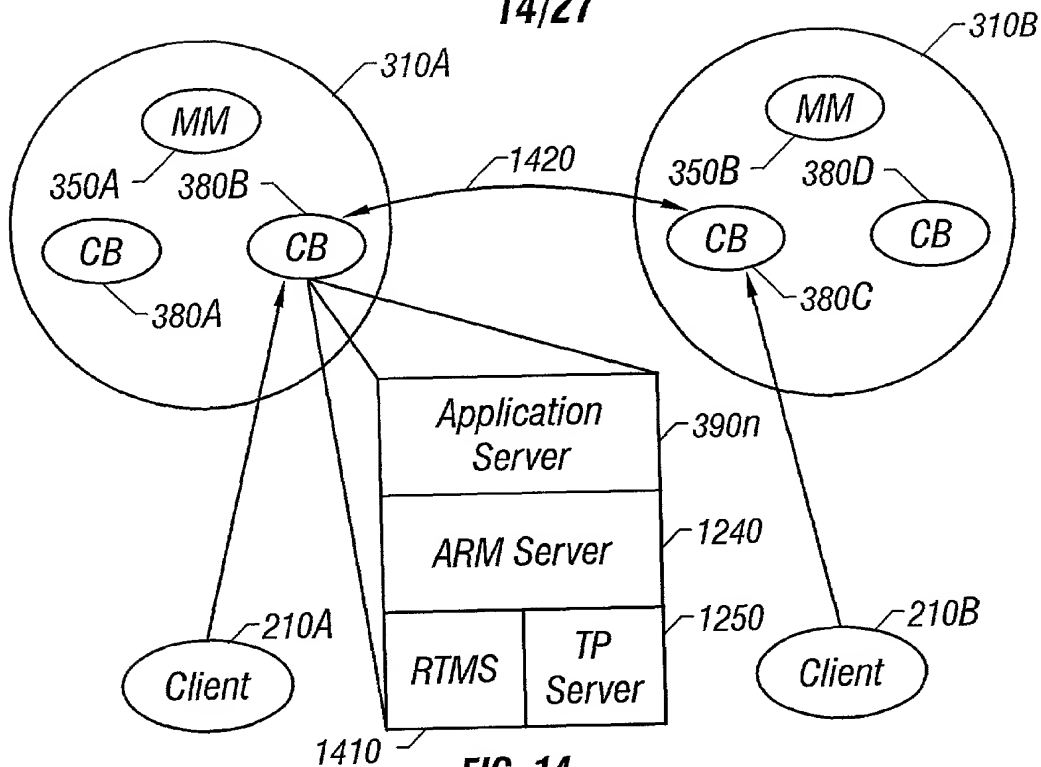 14/27
310A
310B
MM
MM
350A
380B
1420
350B
380D
CB
CB
CB
CB
380A
380C
Application
Server
390n
ARM Server
1240
210A
1250
210B
Client
RTMS
TP
Server
Client
1410
FIG. 14